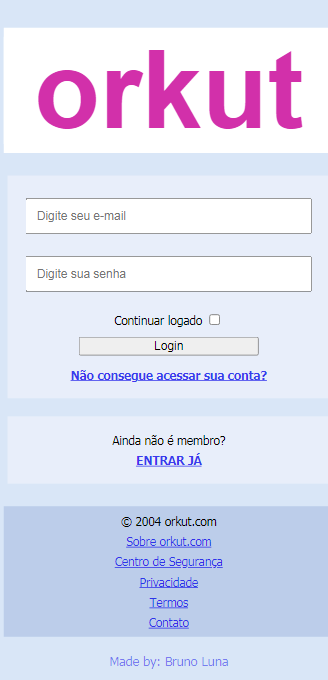 orkut
Digite seu e-mail
Digite sua senha
Continuar logado
Login
Não consegue acessar sua conta?
Ainda não é membro?
ENTRAR JÁ
© 2004 orkut.com
Sobre orkut.com
Centro de Segurança
Privacidade
Termos
Contato
Made by: Bruno Luna